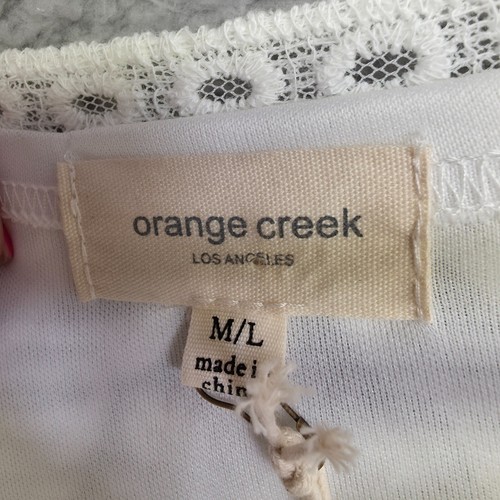 orange creek
LOS ANGELES
M/L
made i
chin